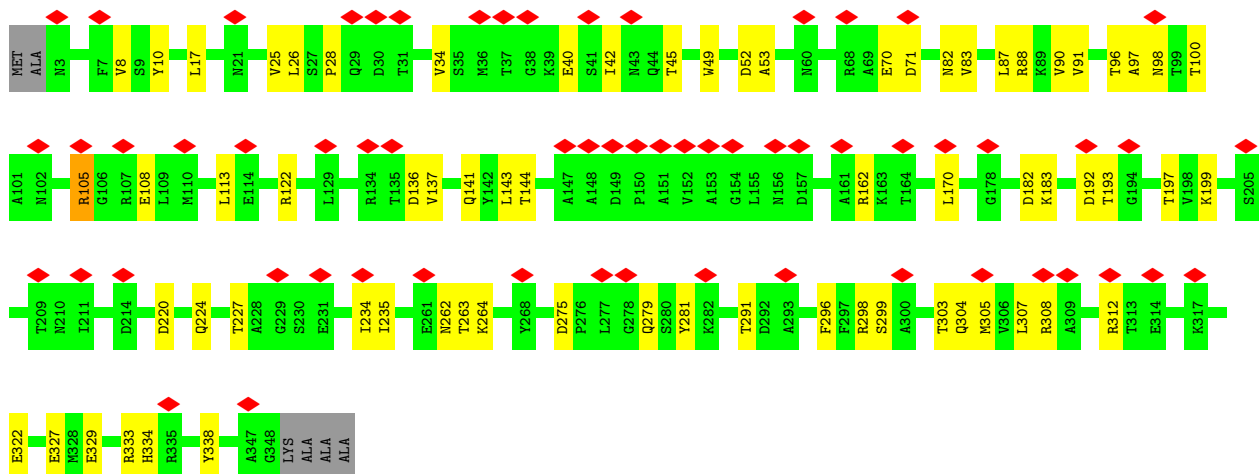 MET ALA N3 F7 V8 S9 Y10 L17 N21 V25 L26 S27 P28 Q29 D30 T31 V34 S35 M36 T37 G38 K39 E40 S41 I42 N43 Q44 T45 W49 D52 A53 N60 R68 A69 E70 D71 N82 V83 L87 R88 K89 V90 V91 T96 A97 N98 T99 T100
A101 N102 R105 G106 R107 E108 L109 M110 L113 E114 R122 L129 R134 T135 D136 V137 Q141 Y142 L143 T144 A147 A148 D149 P150 A151 V152 A153 G154 L155 N156 D157 A161 R162 K163 T164 L170 G178 D182 K183 D192 T193 G194 T197 V198 K199 S205
T209 N210 I211 D214 D220 Q224 T227 A228 G229 S230 E231 I234 I235 E261 N262 T263 K264 Y268 D275 P276 L277 G278 Q279 S280 Y281 K282 T291 D292 A293 F296 F297 R298 S299 A300 T303 Q304 M305 V306 L307 R308 A309 R312 T313 E314 K317
E322 E327 M328 E329 R333 H334 R335 Y338 A347 G348 LYS ALA ALA ALA